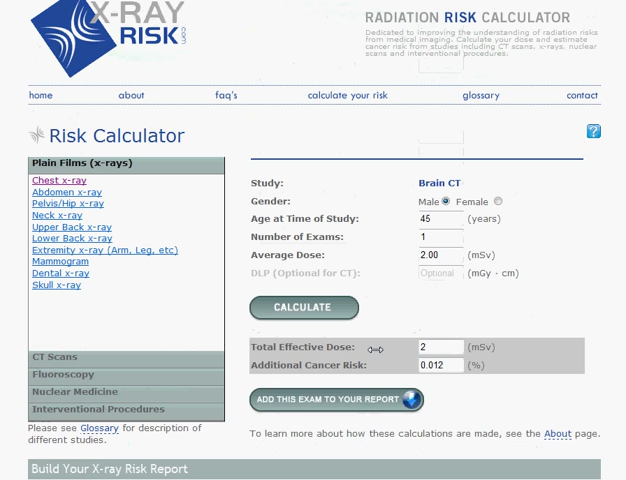 X-RAY
RISK.COM
RADIATION RISK CALCULATOR
Dedicated to improving the understanding of radiation risks
from medical imaging. Calculate your dose and estimate
cancer risk from studies including CT scans, x-rays, nuclear
scans and interventional procedures.
home about faq's calculate your risk glossary contact
Risk Calculator
?
Plain Films (x-rays)
Chest x-ray
Abdomen x-ray
Pelvis/Hip x-ray
Neck x-ray
Upper Back x-ray
Lower Back x-ray
Extremity x-ray (Arm, Leg, etc)
Mammogram
Dental x-ray
Skull x-ray
CT Scans
Fluoroscopy
Nuclear Medicine
Interventional Procedures
Please see Glossary for description of
different studies.
Study: Brain CT
Gender: Male Female
Age at Time of Study: 45 (years)
Number of Exams: 1
Average Dose: 2.00 (mSv)
DLP (Optional for CT): Optional (mGy · cm)
CALCULATE
Total Effective Dose: 2 (mSv)
Additional Cancer Risk: 0.012 (%)
ADD THIS EXAM TO YOUR REPORT
To learn more about how these calculations are made, see the About page.
Build Your X-ray Risk Report